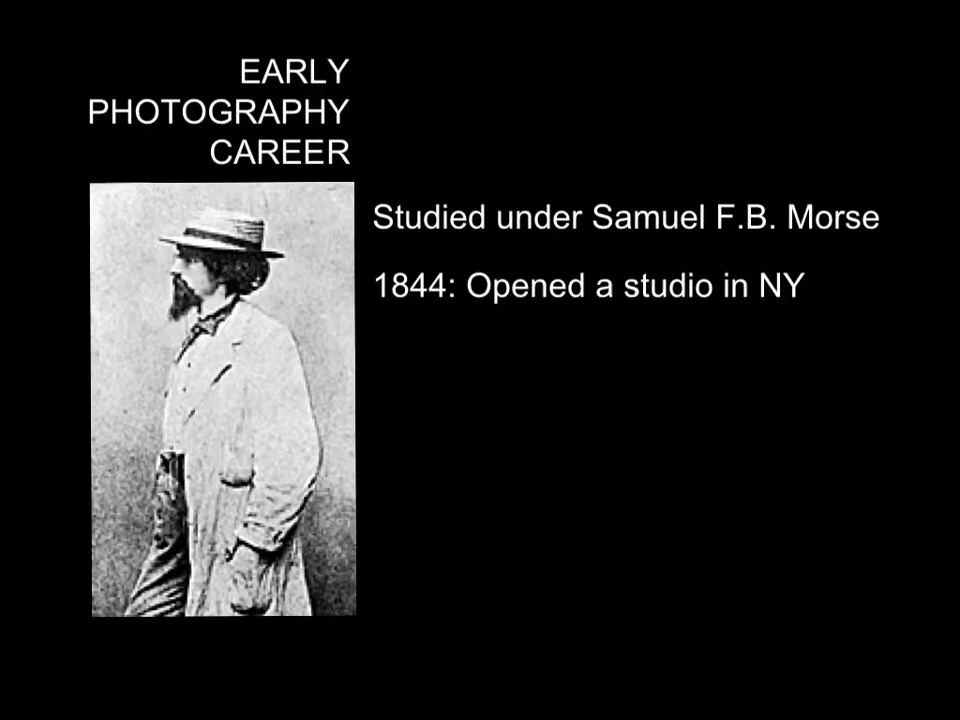 EARLY
PHOTOGRAPHY
CAREER
Studied under Samuel F.B. Morse
1844: Opened a studio in NY